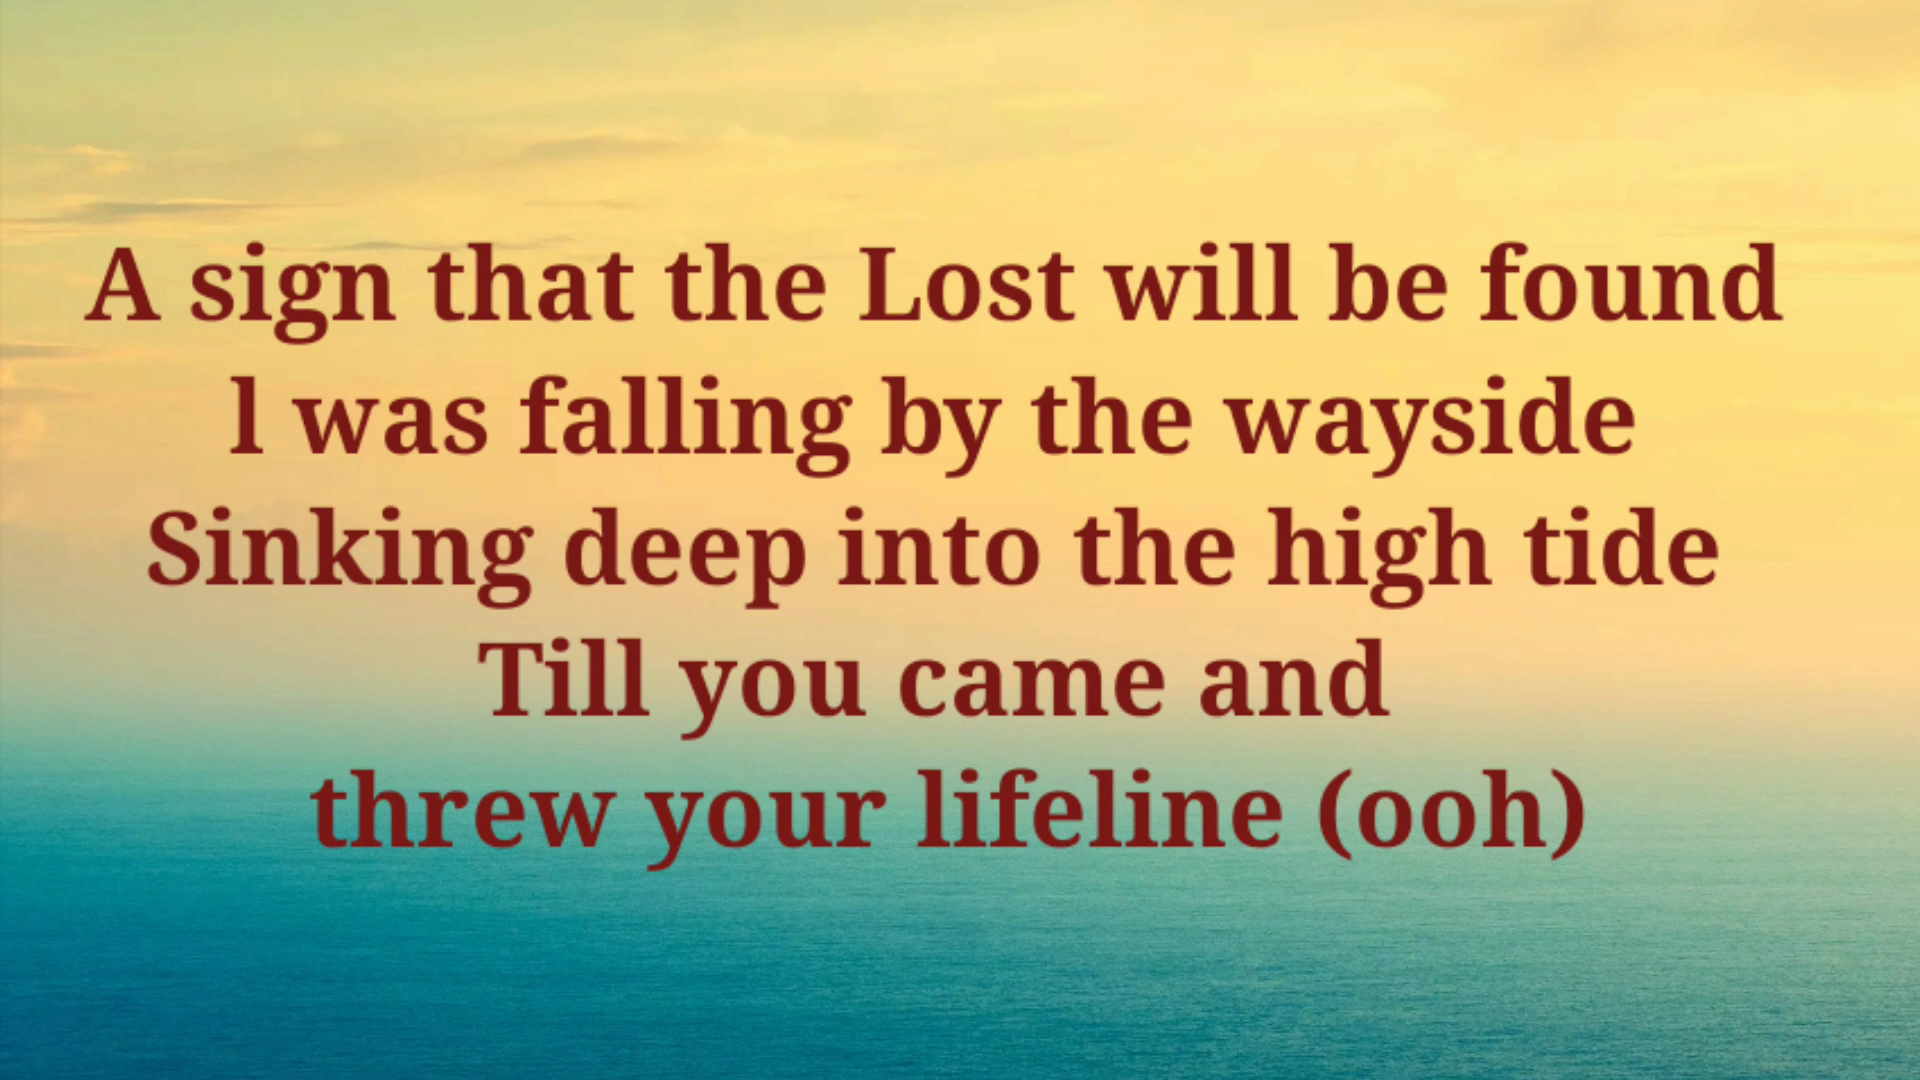 A sign that the Lost will be found
l was falling by the wayside
Sinking deep into the high tide
Till you came and
threw your lifeline (ooh)